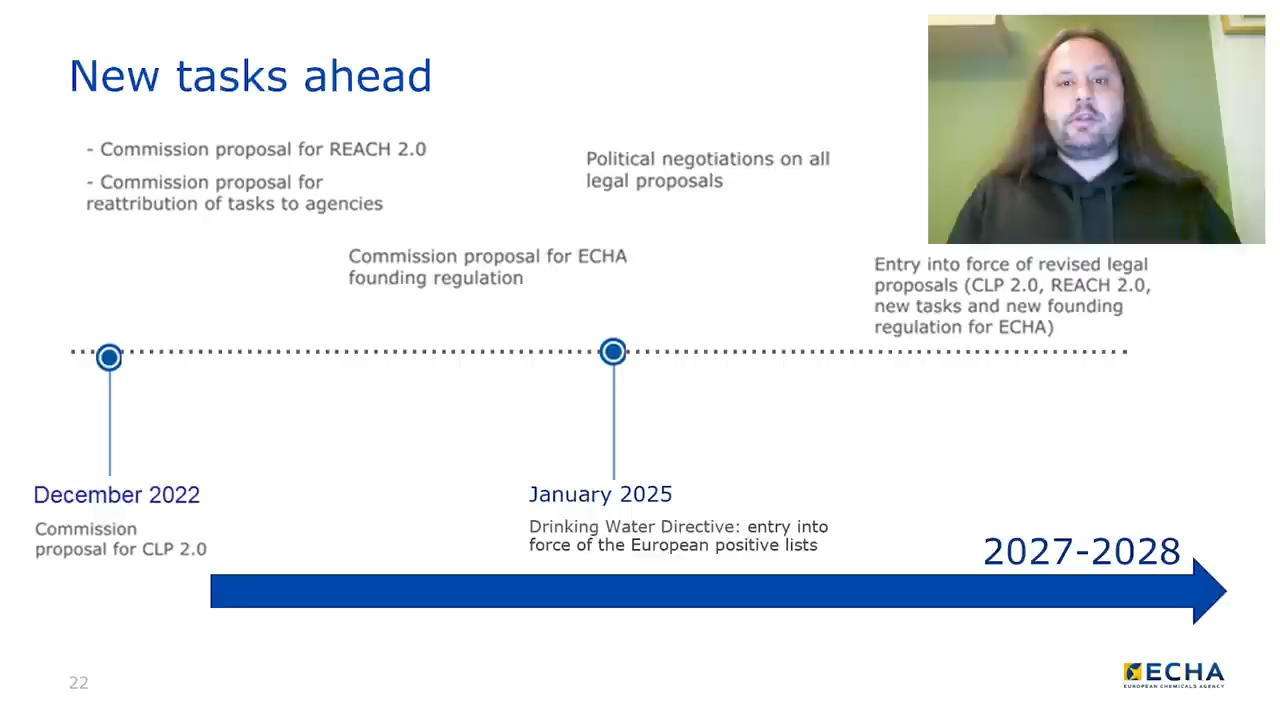 New tasks ahead
- Commission proposal for REACH 2.0
- Commission proposal for
reattribution of tasks to agencies
Political negotiations on all
legal proposals
Commission proposal for ECHA
founding regulation
Entry into force of revised legal
proposals (CLP 2.0, REACH 2.0,
new tasks and new founding
regulation for ECHA)
December 2022
Commission
proposal for CLP 2.0
January 2025
Drinking Water Directive: entry into
force of the European positive lists
2027-2028
22
ECHA
EUROPEAN CHEMICALS AGENCY